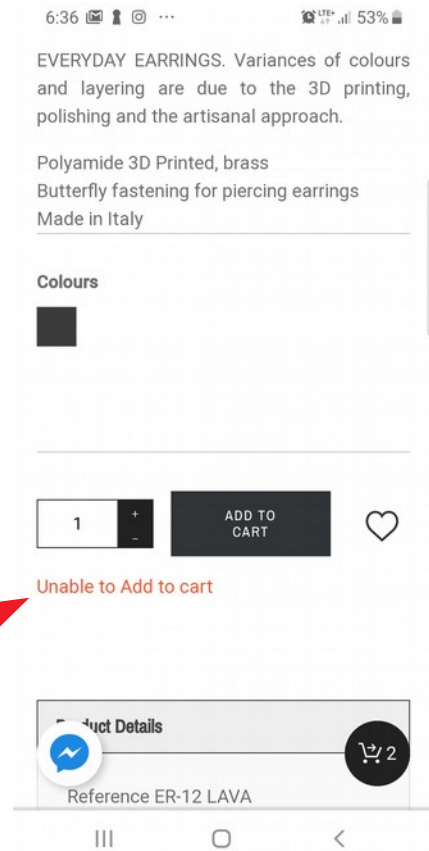 6:36 ... LTE+ 53%
EVERYDAY EARRINGS. Variances of colours
and layering are due to the 3D printing,
polishing and the artisanal approach.
Polyamide 3D Printed, brass
Butterfly fastening for piercing earrings
Made in Italy
Colours
1 + -
ADD TO
CART
Unable to Add to cart
Details
2
Reference ER-12 LAVA